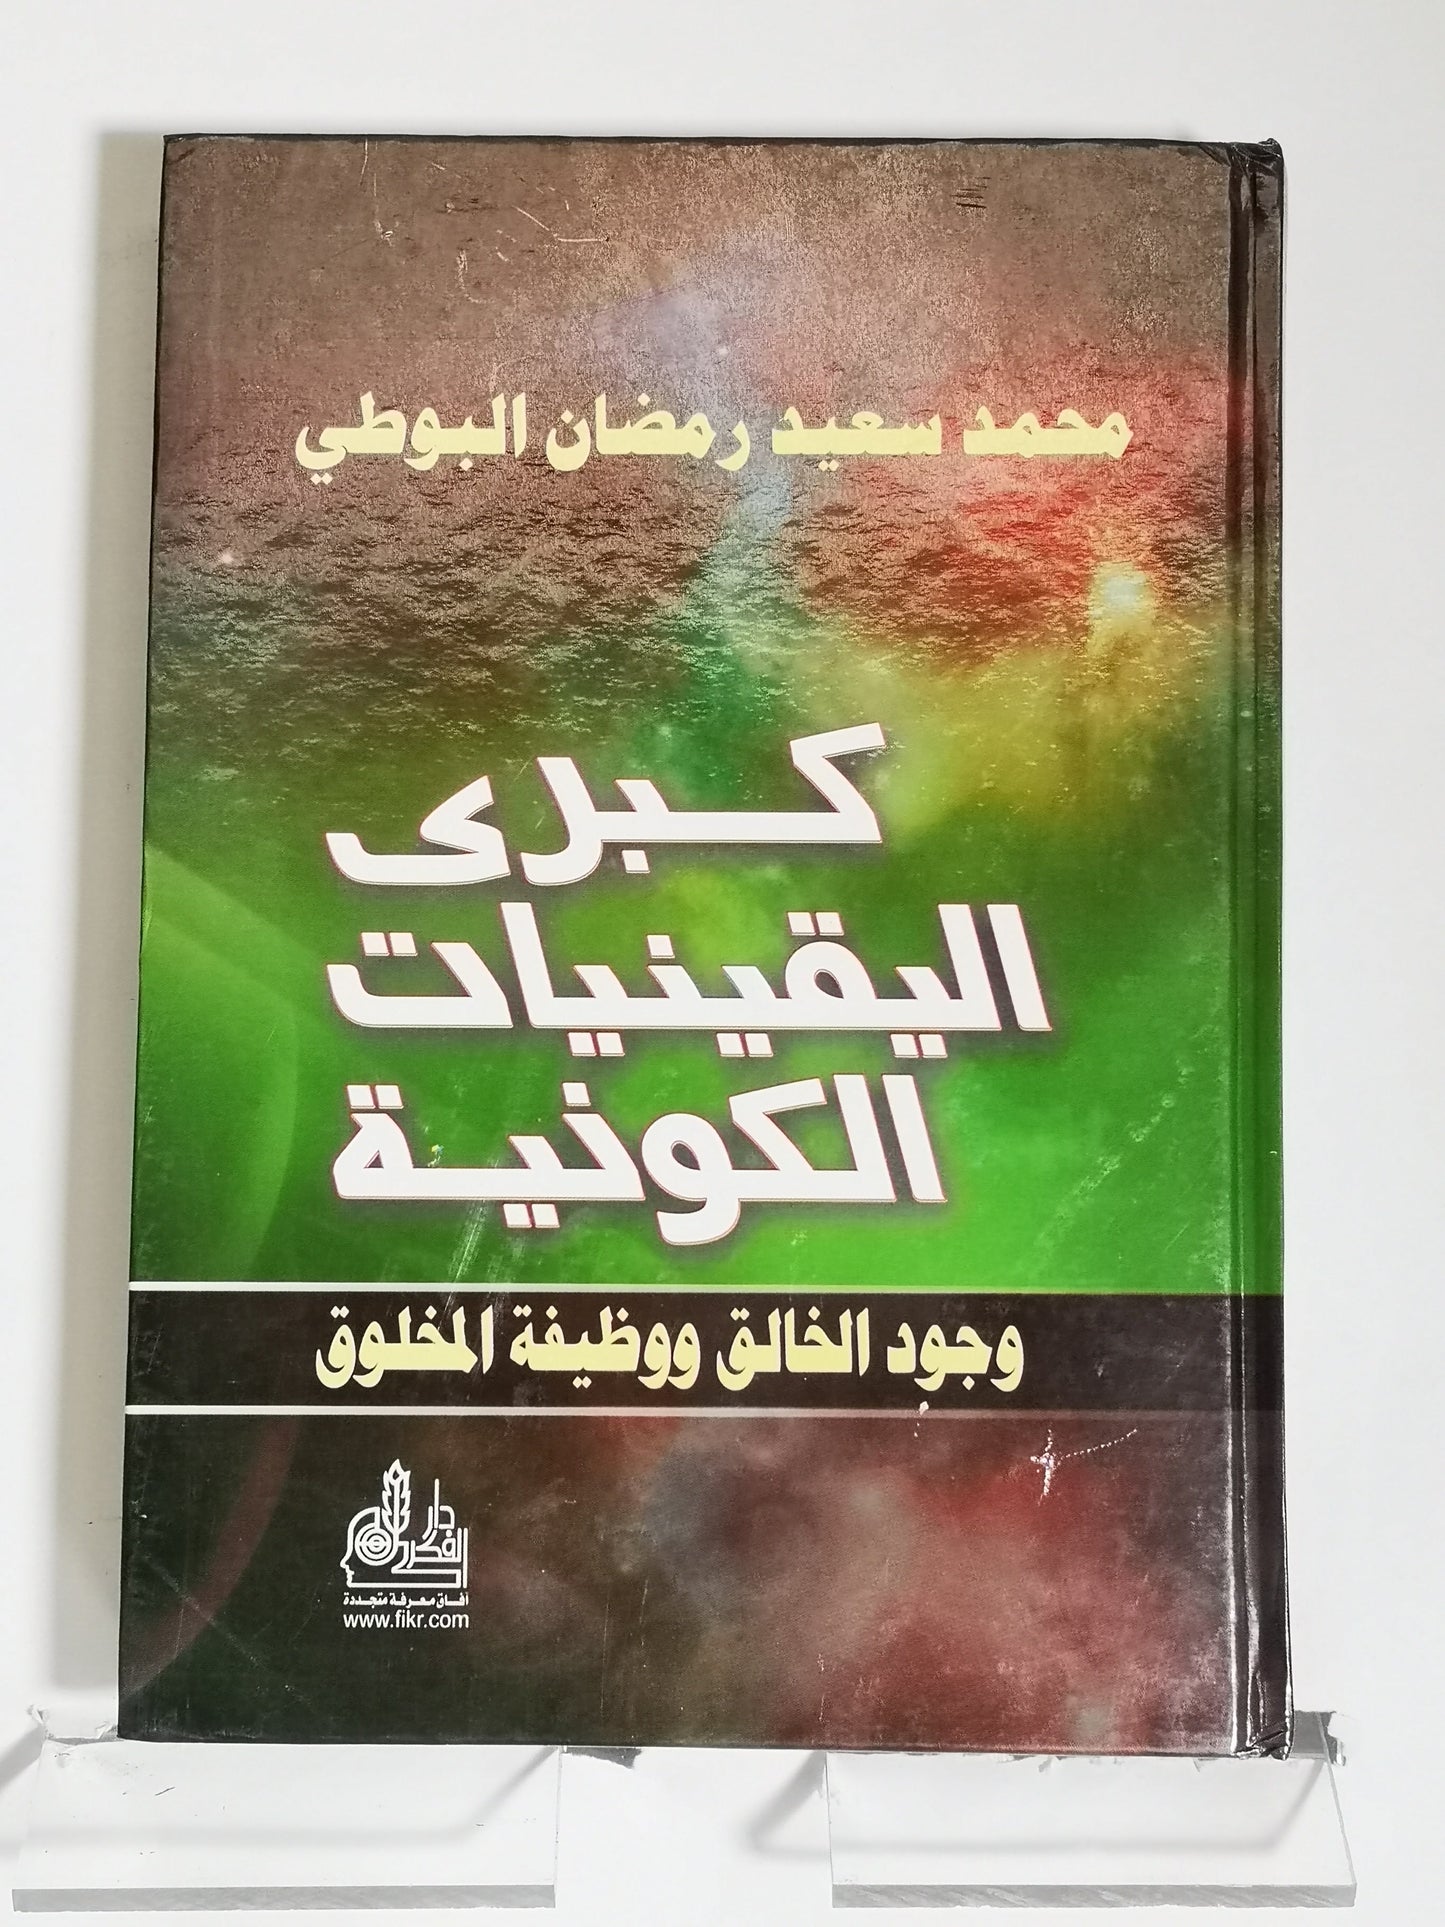 محمد سعيد رمضان البوطي
كبرى
اليقينيات
الكونية
وجود الخالق ووظيفة المخلوق
دار
الفكر
آفاق معرفة متجددة
www.fikr.com